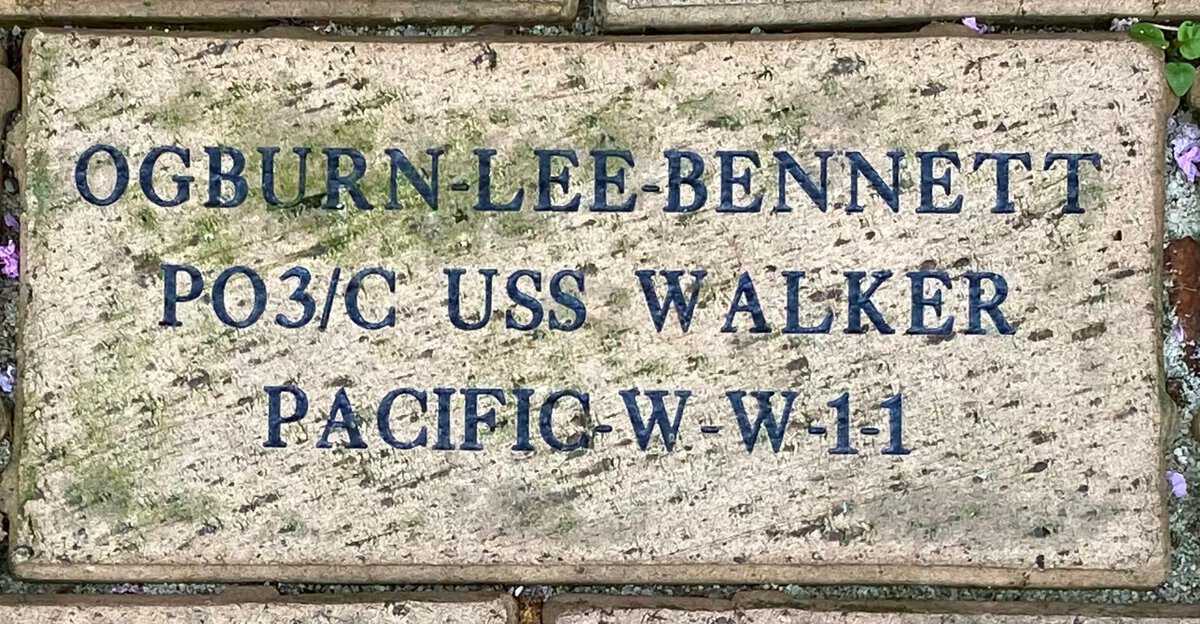 OGBURN-LEE-BENNETT
PO3/C USS WALKER
PACIFIC-W-W-1-1